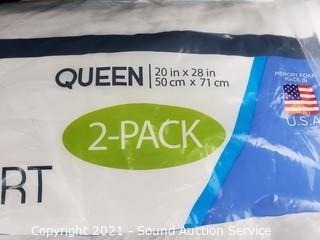 QUEEN
20 in x 28 in
50 cm x 71 cm
MEMORY FOAM
MADE IN
U.S.A
2-PACK
RT
Copyright 2021 - Sound Auction Service